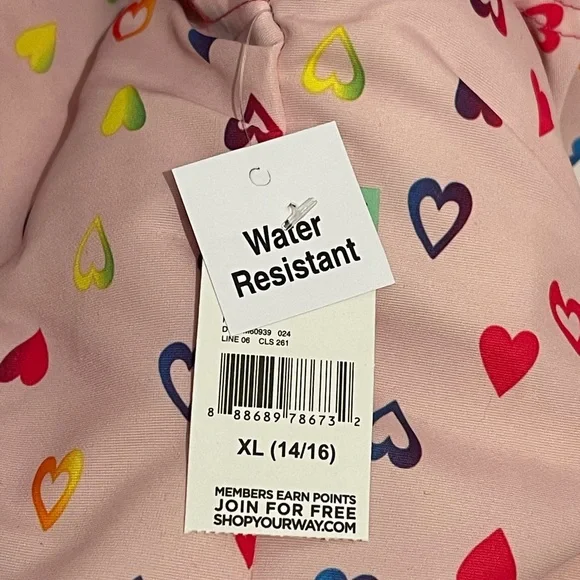 Water
Resistant
024
LINE 06 CLS 261
8 88689 78673 2
XL (14/16)
MEMBERS EARN POINTS
JOIN FOR FREE
SHOPYOURWAY.COM